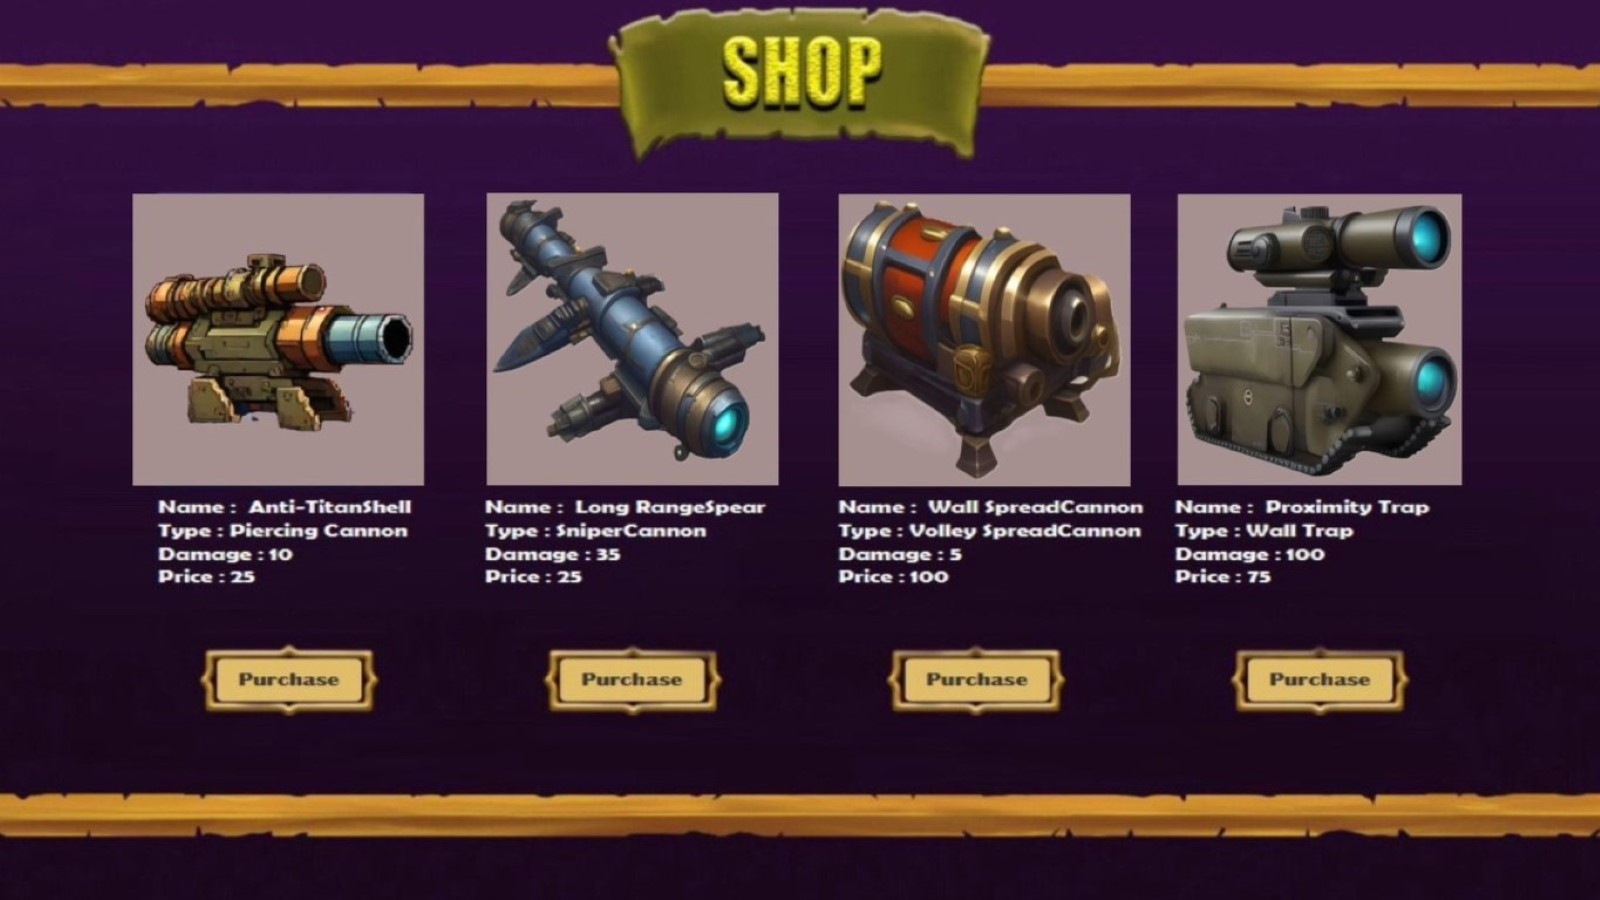 SHOP
Name :  Anti-TitanShell
Type : Piercing Cannon
Damage : 10
Price : 25
Purchase
Name :  Long RangeSpear
Type : SniperCannon
Damage : 35
Price : 25
Purchase
Name :  Wall SpreadCannon
Type : Volley SpreadCannon
Damage : 5
Price : 100
Purchase
Name :  Proximity Trap
Type : Wall Trap
Damage : 100
Price : 75
Purchase